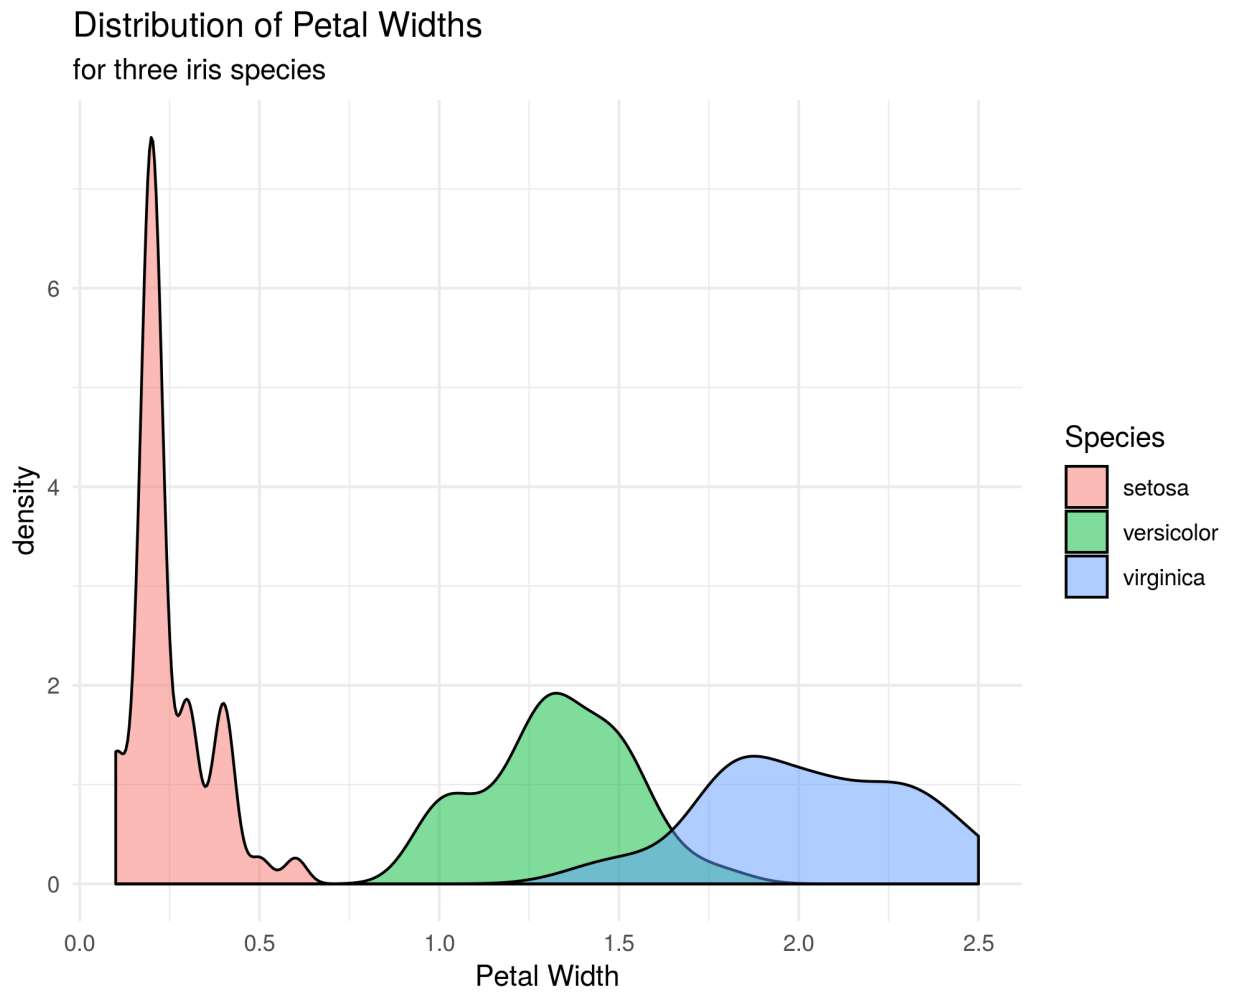 Distribution of Petal Widths
for three iris species
density
6
4
2
0
0.0 0.5 1.0 1.5 2.0 2.5
Petal Width
Species
setosa
versicolor
virginica